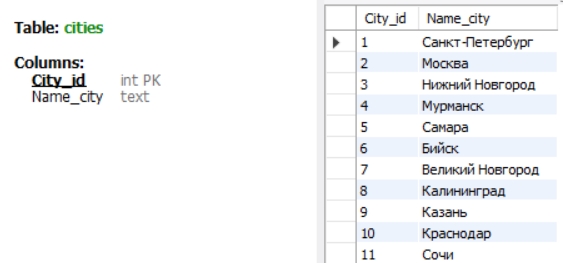 Table: cities
Columns:
City_id int PK
Name_city text
City_id Name_city
1 Санкт-Петербург
2 Москва
3 Нижний Новгород
4 Мурманск
5 Самара
6 Бийск
7 Великий Новгород
8 Калининград
9 Казань
10 Краснодар
11 Сочи